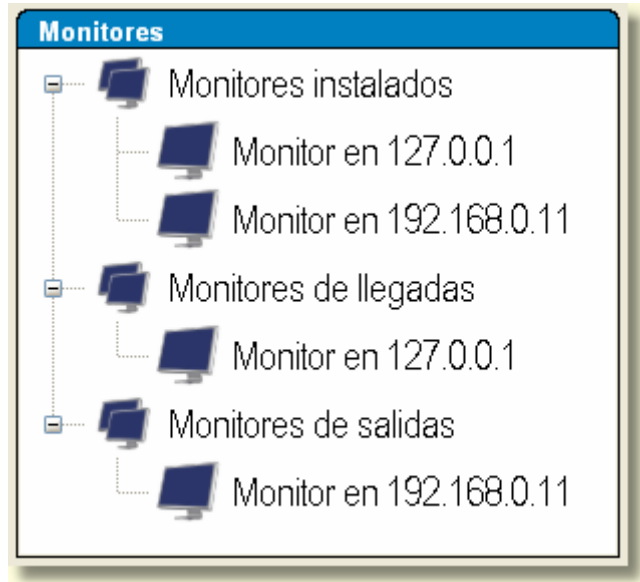 Monitores
Monitores instalados
Monitor en 127.0.0.1
Monitor en 192.168.0.11
Monitores de llegadas
Monitor en 127.0.0.1
Monitores de salidas
Monitor en 192.168.0.11